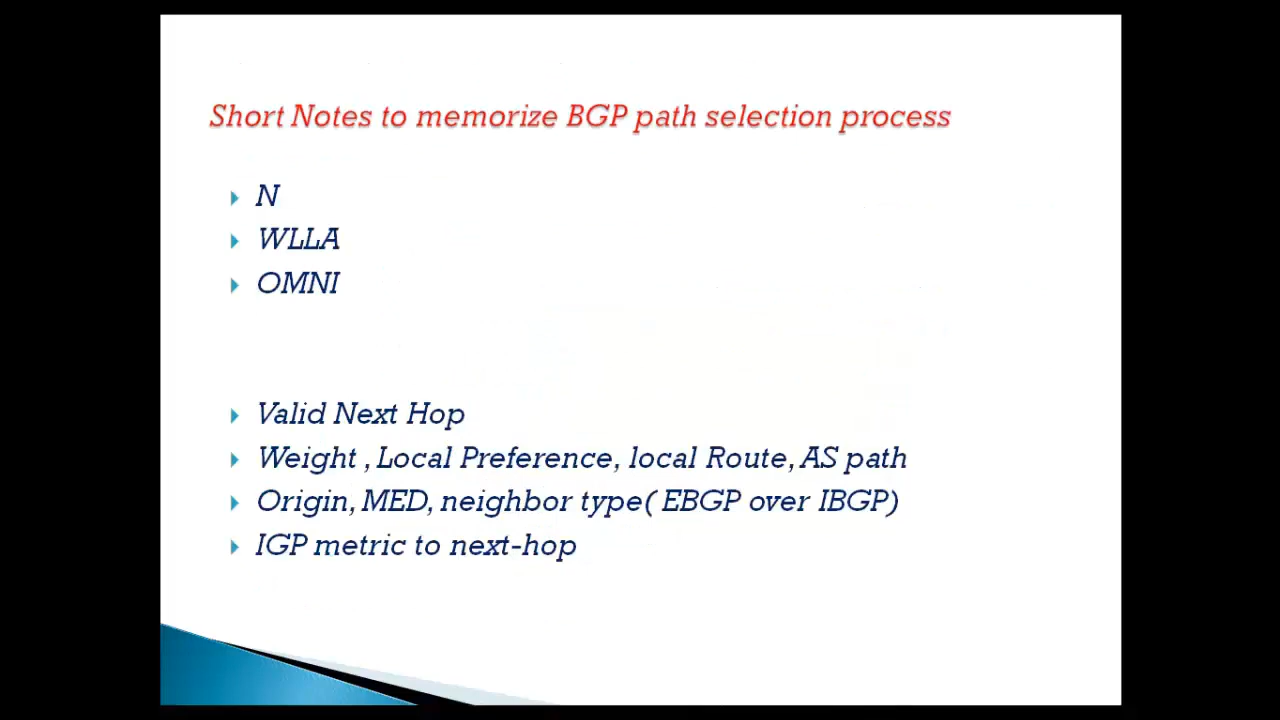 Short Notes to memorize BGP path selection process
N
WLLA
OMNI
Valid Next Hop
Weight , Local Preference, local Route, AS path
Origin, MED, neighbor type( EBGP over IBGP)
IGP metric to next-hop